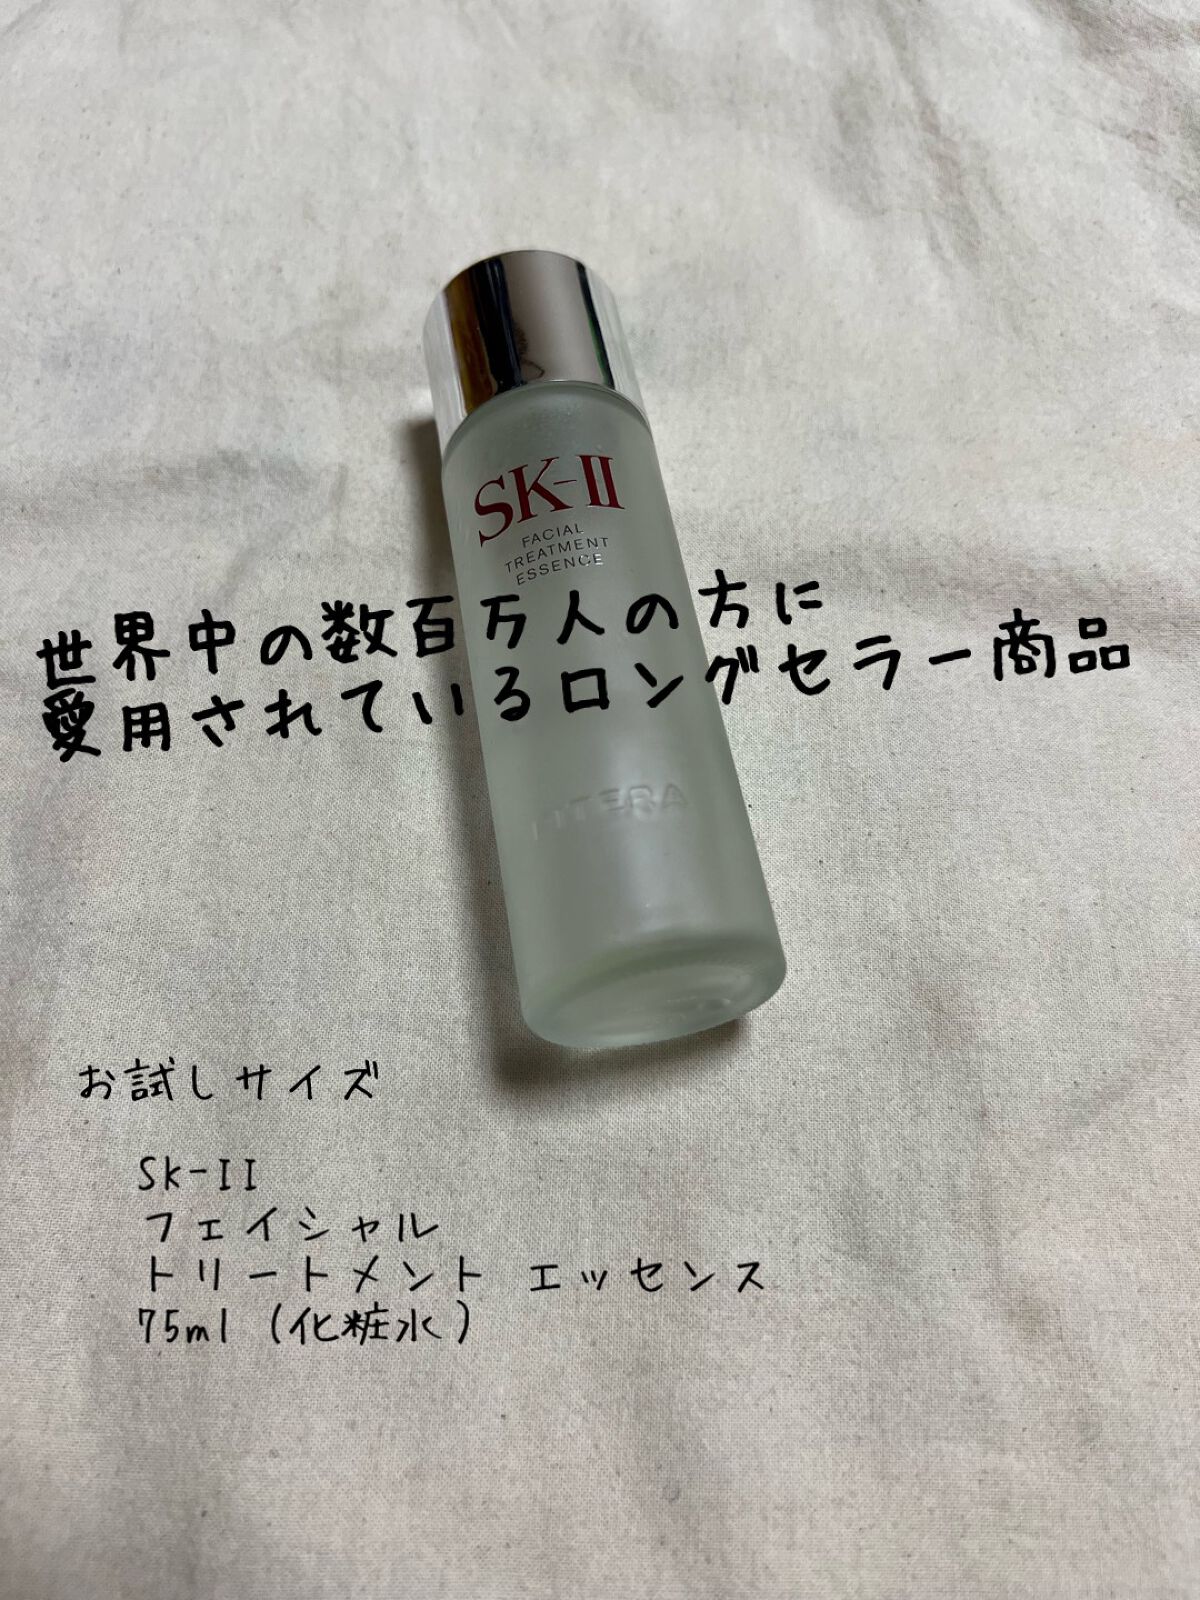 SK-II
FACIAL
TREATMENT
ESSENCE
世界中の数百万人の方に
愛用されているロングセラー商品
お試しサイズ
Sk-II
フェイシャル
トリートメント エッセンス
75ml (化粧水)